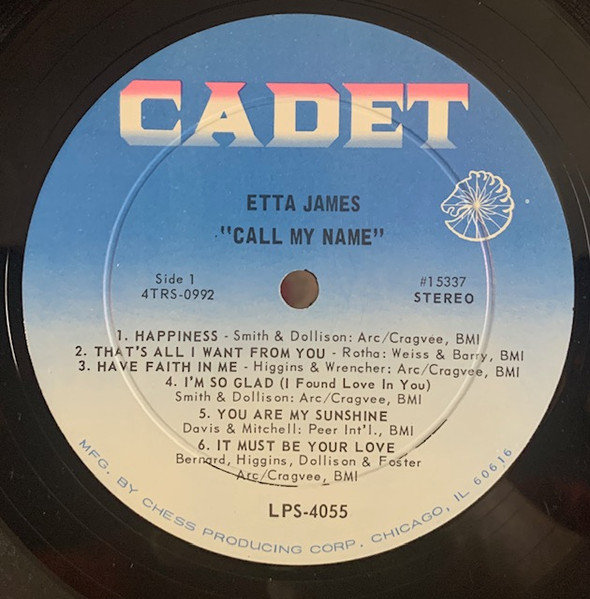 CADET
ETTA JAMES
"CALL MY NAME"
Side 1
4TRS-0992
#15337
STEREO
1. HAPPINESS - Smith & Dollison: Arc/Cragvee, BMI
2. THAT'S ALL I WANT FROM YOU - Rotha: Weiss & Barry, BMI
3. HAVE FAITH IN ME - Higgins & Wrencher: Arc/Cragvee, BMI
4. I'M SO GLAD (I Found Love In You)
Smith & Dollison: Arc/Cragvee, BMI
5. YOU ARE MY SUNSHINE
Davis & Mitchell: Peer Int'l., BMI
6. IT MUST BE YOUR LOVE
Bernard, Higgins, Dollison & Foster
Arc/Cragvee, BMI
LPS-4055
MFG. BY CHESS PRODUCING CORP. CHICAGO, IL 60616